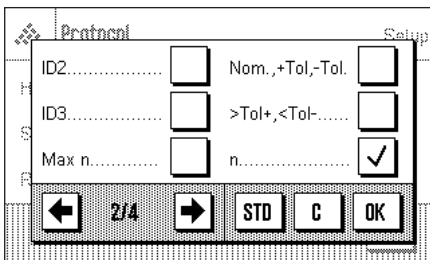 Protocol Setup
ID2.................. Nom.,+Tol,-Tol.
ID3.................. >Tol+,<Tol-......
Max n............. n......................
2/4 STD C OK